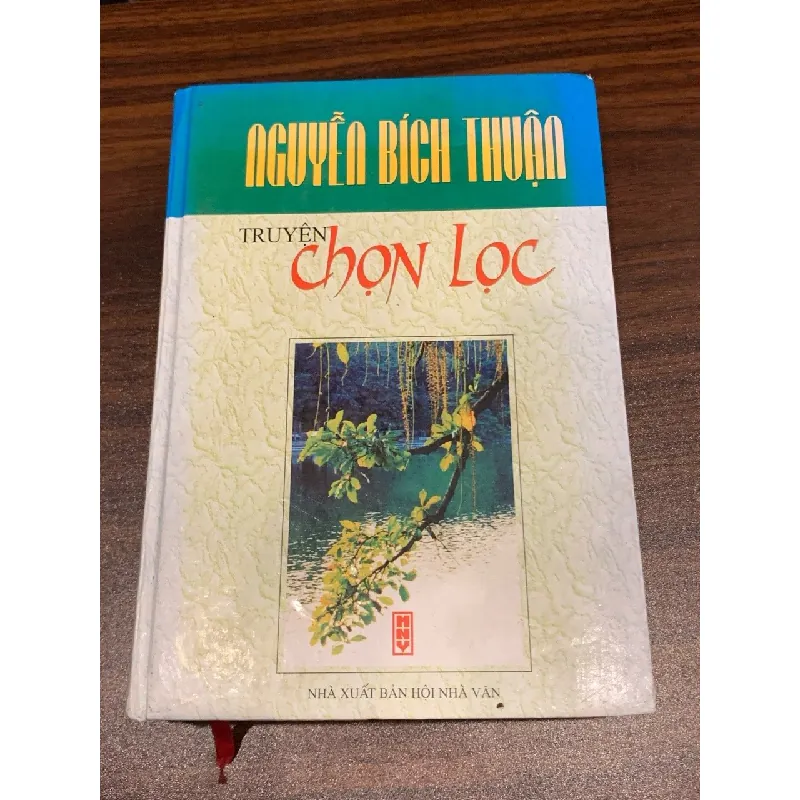 NGUYỄN BÍCH THUẬN
TRUYỆN
CHỌN LỌC
HNV
NHÀ XUẤT BẢN HỘI NHÀ VĂN